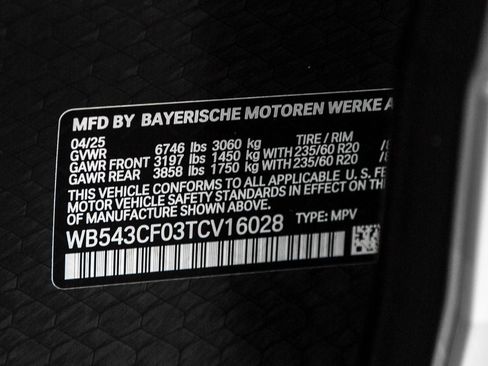 MFD BY BAYERISCHE MOTOREN WERKE A
04/25 TIRE / RIM
GVWR 6746 lbs 3060 kg
GAWR FRONT 3197 lbs 1450 kg WITH 235/60 R20
GAWR REAR 3858 lbs 1750 kg WITH 235/60 R20
THIS VEHICLE CONFORMS TO ALL APPLICABLE U. S. FE
MOTOR VEHICLE SAFETY STANDARDS IN EFFECT ON THE
DATE OF MANUFACTURE SHOWN ABOVE.
WB543CF03TCV16028 TYPE: MPV